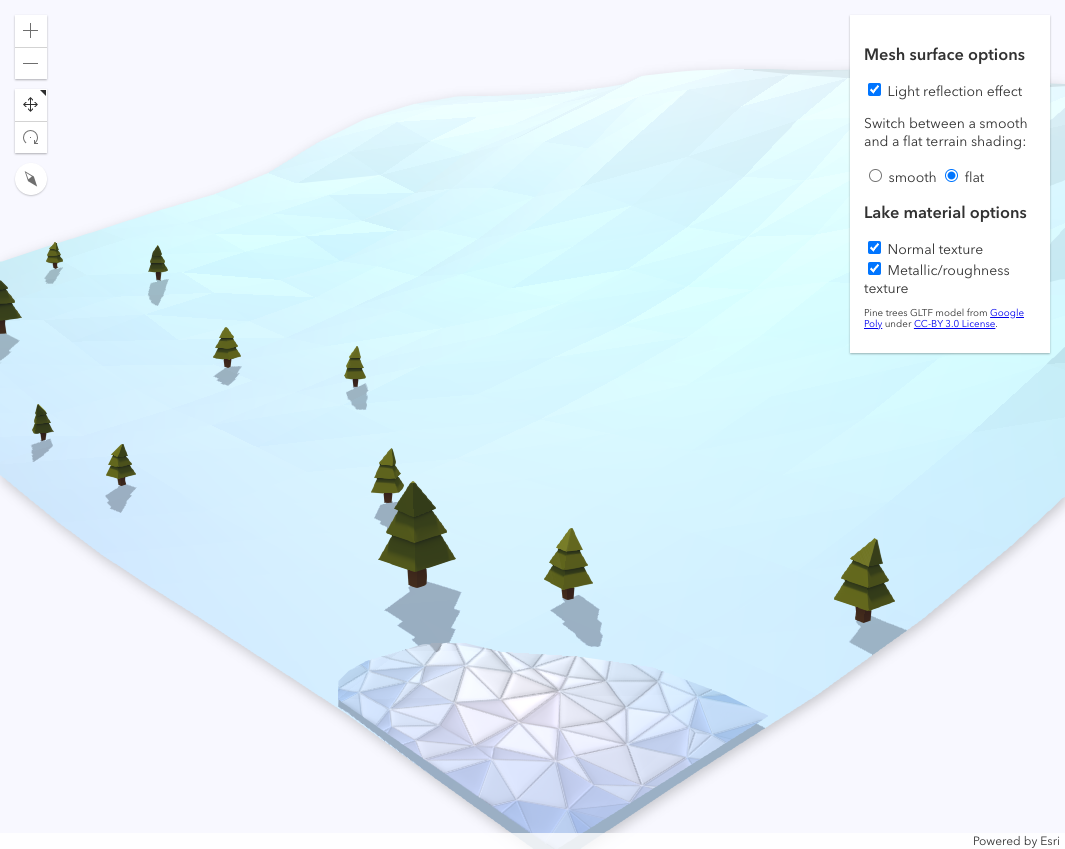 Mesh surface options
Light reflection effect
Switch between a smooth
and a flat terrain shading:
smooth flat
Lake material options
Normal texture
Metallic/roughness
texture
Pine trees GLTF model from Google
Poly under CC-BY 3.0 License.
Powered by Esri